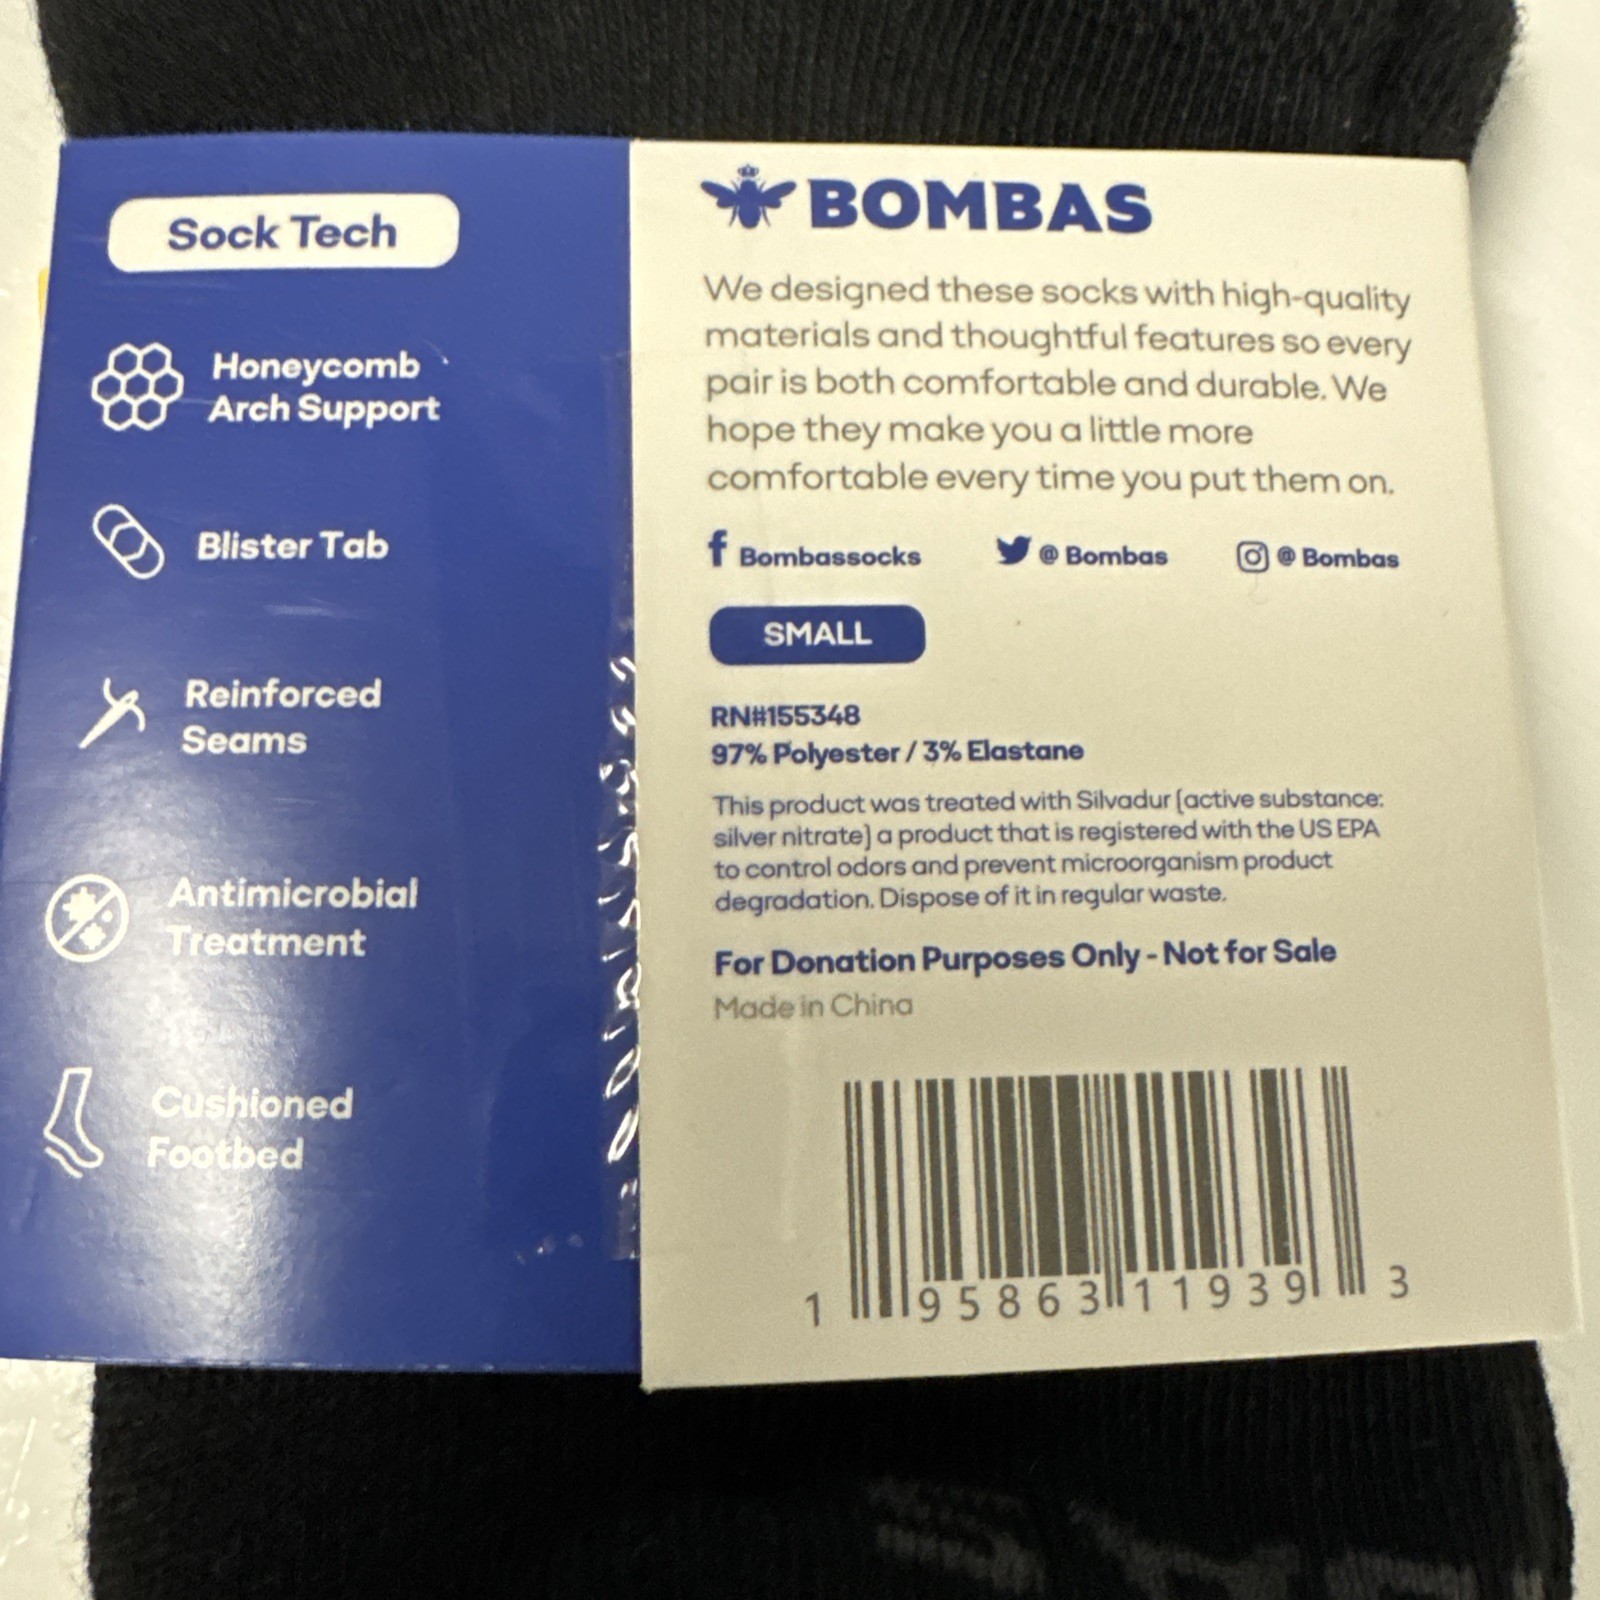 Sock Tech
Honeycomb
Arch Support
Blister Tab
Reinforced
Seams
Antimicrobial
Treatment
Cushioned
Footbed
BOMBAS
We designed these socks with high-quality
materials and thoughtful features so every
pair is both comfortable and durable. We
hope they make you a little more
comfortable every time you put them on.
f Bombassocks @ Bombas @ Bombas
SMALL
RN#155348
97% Polyester / 3% Elastane
This product was treated with Silvadur (active substance:
silver nitrate) a product that is registered with the US EPA
to control odors and prevent microorganism product
degradation. Dispose of it in regular waste.
For Donation Purposes Only - Not for Sale
Made in China
1 95863 11939 3